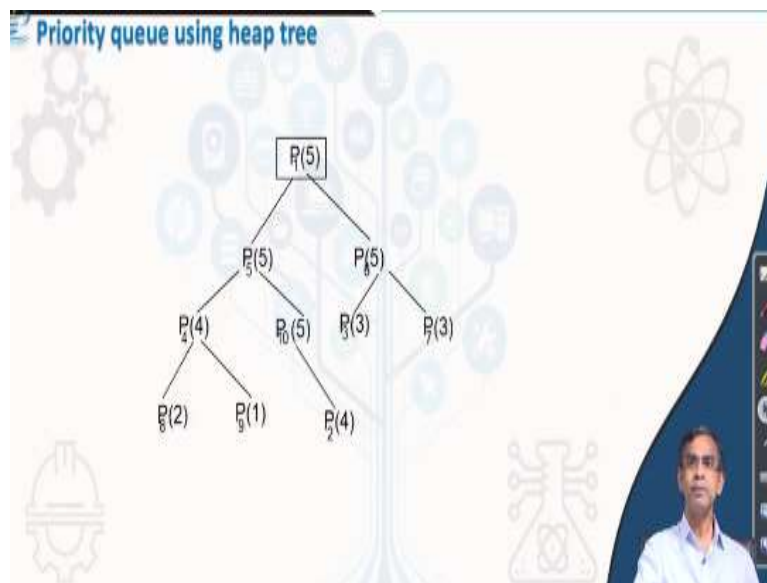 Priority queue using heap tree
P1(5)
P5(5) P6(5)
P4(4) P10(5) P3(3) P7(3)
P8(2) P9(1) P2(4)